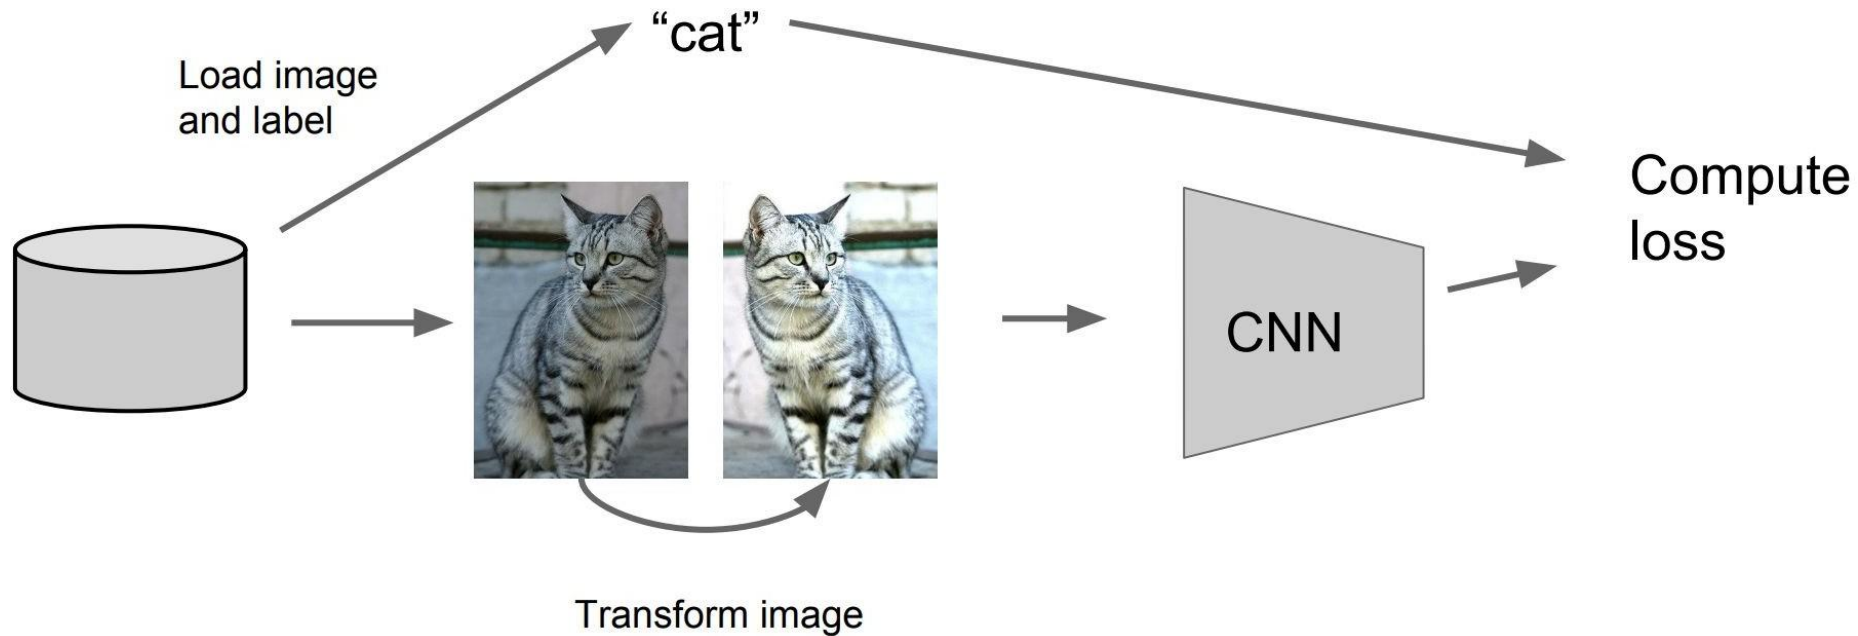 “cat”
Load image
and label
Compute
loss
CNN
Transform image